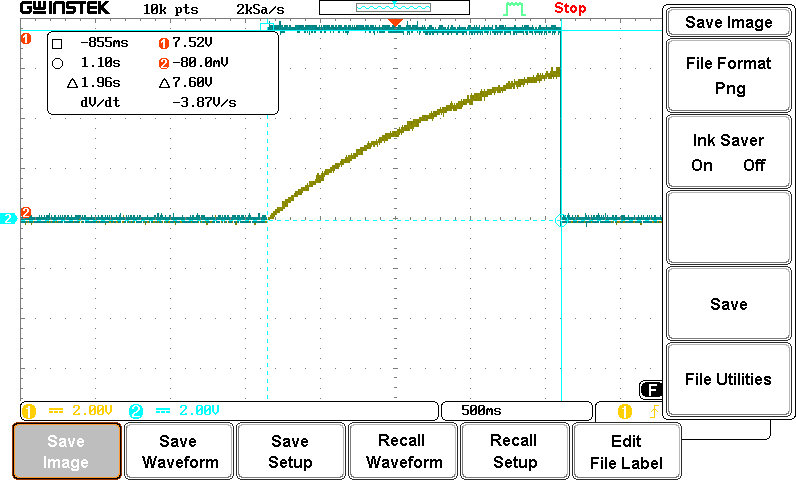 GWINSTEK 10k pts 2kSa/s Stop
1 -855ms 1 7.52V
1.10s 2 -80.0mV
△1.96s △7.60V
dV/dt -3.87V/s
2 2
1 2.00V 2 2.00V 500ms 1
F
Save Image
File Format
Png
Ink Saver
On Off
Save
File Utilities
Save Image
Save Waveform
Save Setup
Recall Waveform
Recall Setup
Edit File Label